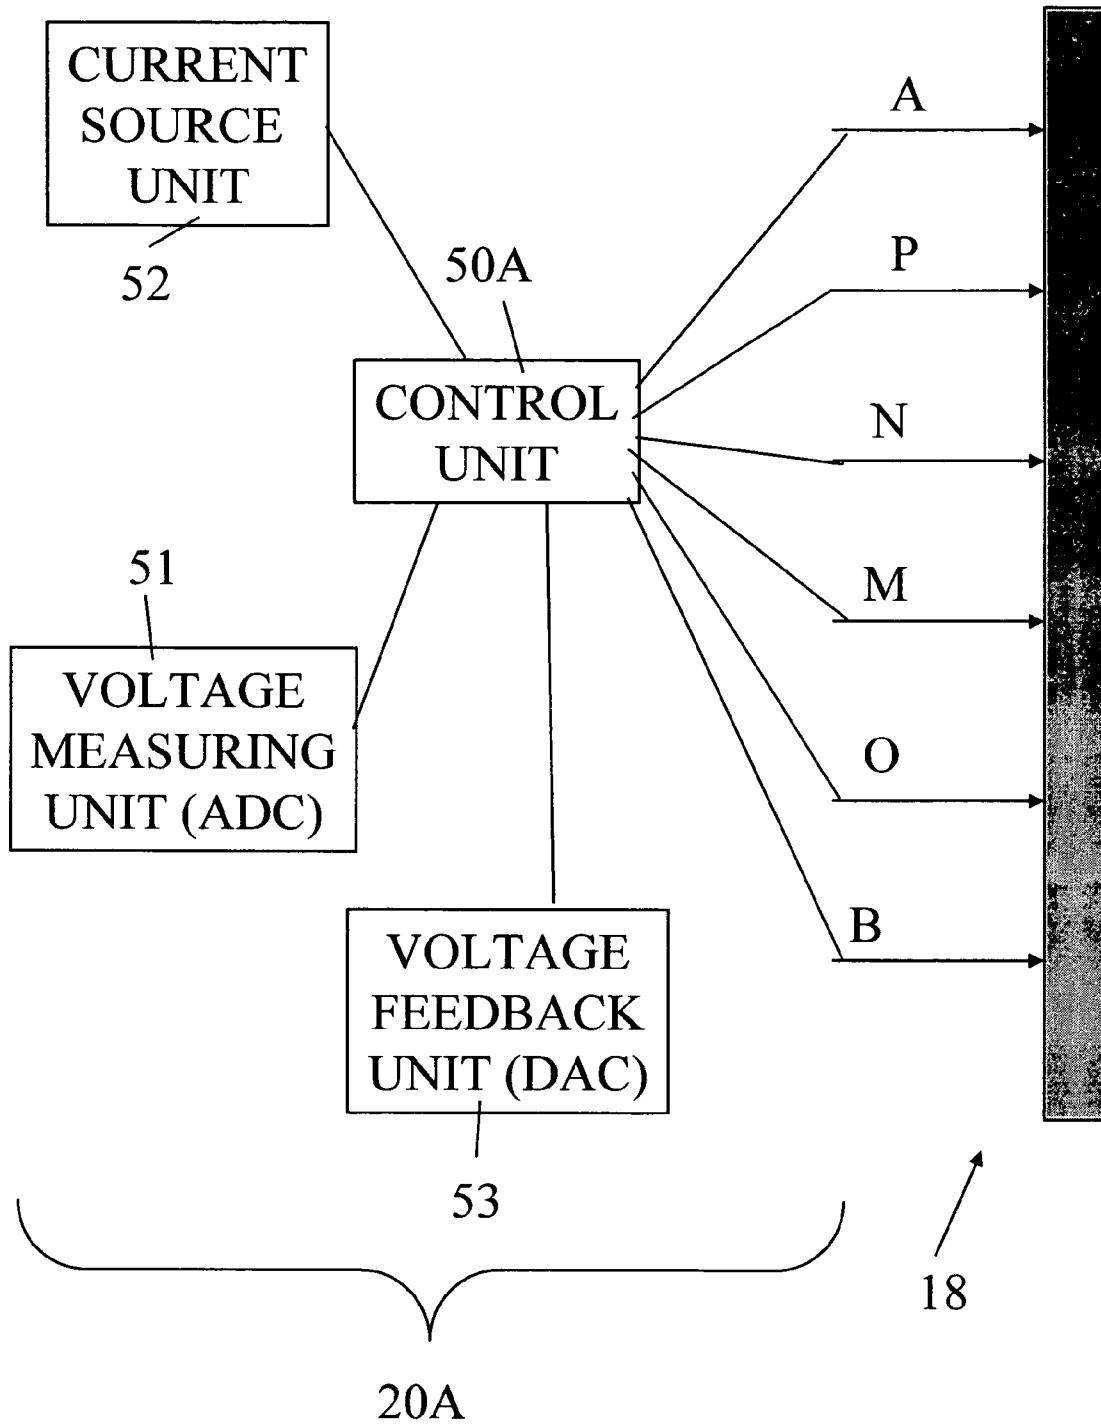 CURRENT
SOURCE
UNIT
52
50A
CONTROL
UNIT
A
P
N
M
O
B
51
VOLTAGE
MEASURING
UNIT (ADC)
VOLTAGE
FEEDBACK
UNIT (DAC)
53
18
20A